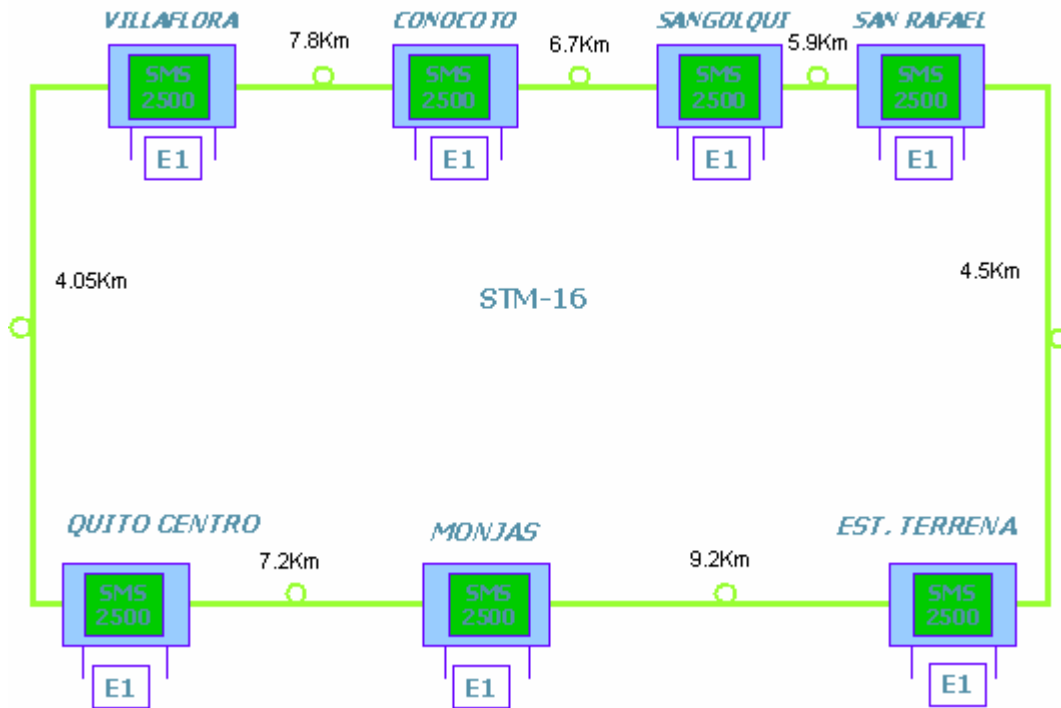 VILLAFLORA
7.8Km
CONOCOTO
6.7Km
SANGOLQUI
5.9Km
SAN RAFAEL
SMS
2500
SMS
2500
SMS
2500
SMS
2500
E1
E1
E1
E1
4.05Km
STM-16
4.5Km
QUITO CENTRO
7.2Km
MONJAS
9.2Km
EST. TERRENA
SMS
2500
SMS
2500
SMS
2500
E1
E1
E1